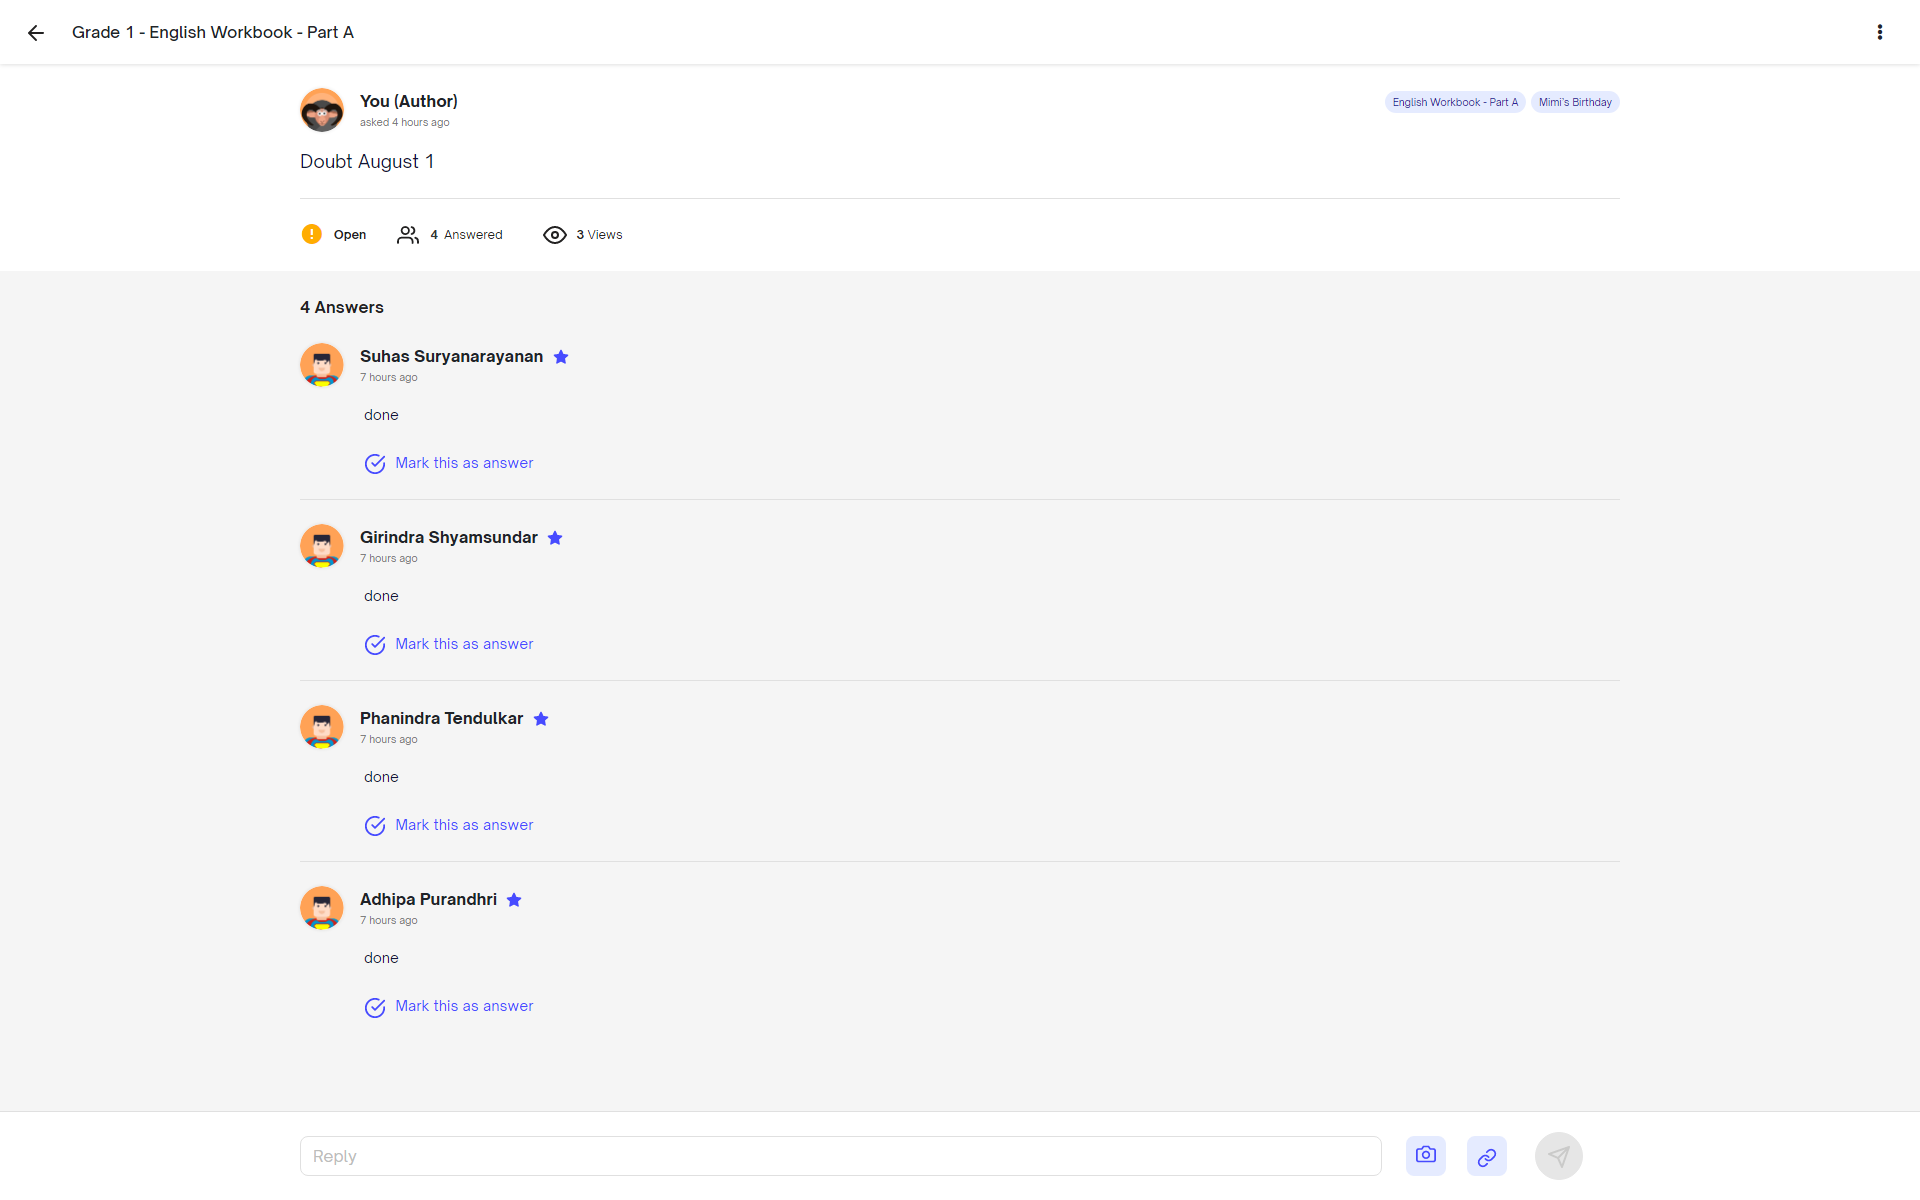 Grade 1 - English Workbook - Part A
You (Author)
asked 4 hours ago
English Workbook - Part A
Mimi's Birthday
Doubt August 1
Open
4 Answered
3 Views
4 Answers
Suhas Suryanarayanan
7 hours ago
done
Mark this as answer
Girindra Shyamsundar
7 hours ago
done
Mark this as answer
Phanindra Tendulkar
7 hours ago
done
Mark this as answer
Adhipa Purandhri
7 hours ago
done
Mark this as answer
Reply